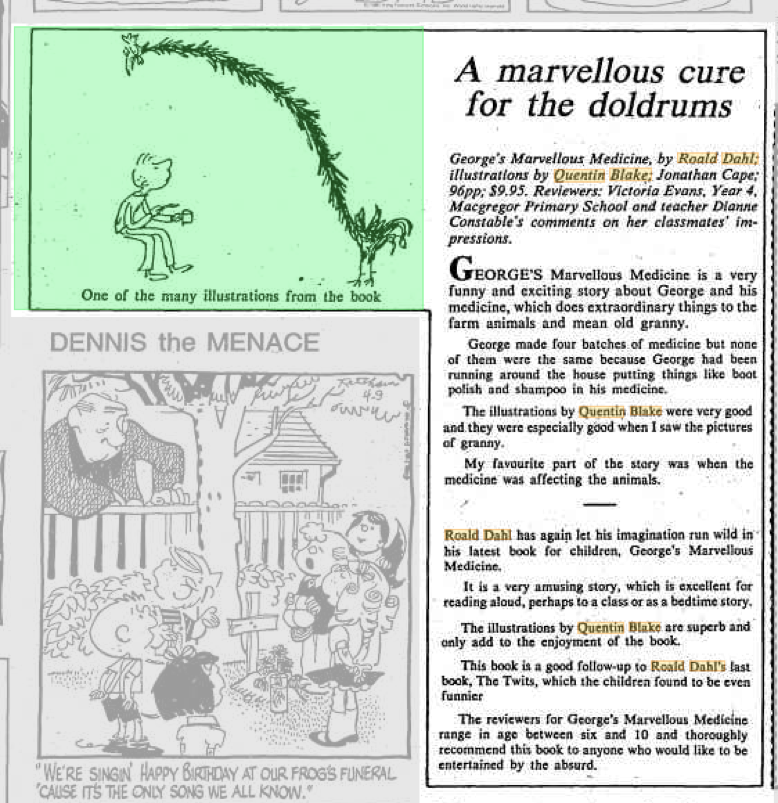 One of the many illustrations from the book
A marvellous cure
for the doldrums
George's Marvellous Medicine, by Roald Dahl;
illustrations by Quentin Blake; Jonathan Cape;
96pp; $9.95. Reviewers: Victoria Evans, Year 4,
Macgregor Primary School and teacher Dianne
Constable's comments on her classmates' im-
pressions.
GEORGE'S Marvellous Medicine is a very
funny and exciting story about George and his
medicine, which does extraordinary things to the
farm animals and mean old granny.
George made four batches of medicine but none
of them were the same because George had been
running around the house putting things like boot
polish and shampoo in his medicine.
The illustrations by Quentin Blake were very good
and they were especially good when I saw the pictures
of granny.
My favourite part of the story was when the
medicine was affecting the animals.
Roald Dahl has again let his imagination run wild in
his latest book for children, George's Marvellous
Medicine.
It is a very amusing story, which is excellent for
reading aloud, perhaps to a class or as a bedtime story.
The illustrations by Quentin Blake are superb and
only add to the enjoyment of the book.
This book is a good follow-up to Roald Dahl's last
book, The Twits, which the children found to be even
funnier
The reviewers for George's Marvellous Medicine
range in age between six and 10 and thoroughly
recommend this book to anyone who would like to be
entertained by the absurd.
DENNIS the MENACE
Ketcham
4-9
"WE'RE SINGIN' HAPPY BIRTHDAY AT OUR FROG'S FUNERAL
'CAUSE IT'S THE ONLY SONG WE ALL KNOW."